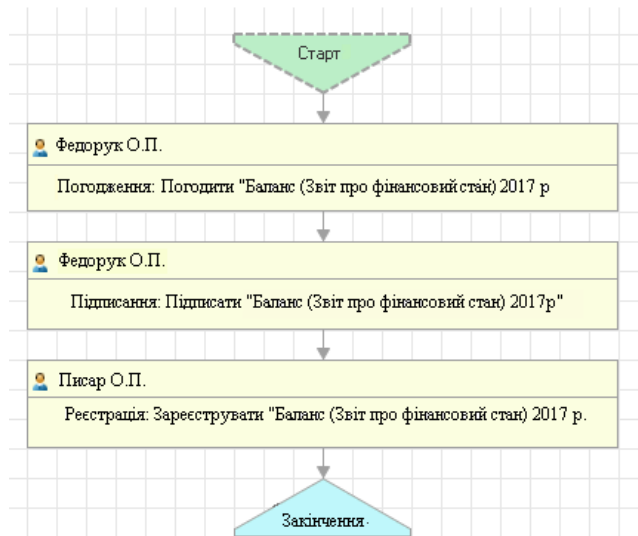 Старт
Федорук О.П.
Погодження: Погодити "Баланс (Звіт про фінансовий стан) 2017 р
Федорук О.П.
Підписання: Підписати "Баланс (Звіт про фінансовий стан) 2017р"
Писар О.П.
Реєстрація: Зареєструвати "Баланс (Звіт про фінансовий стан) 2017 р.
Закінчення